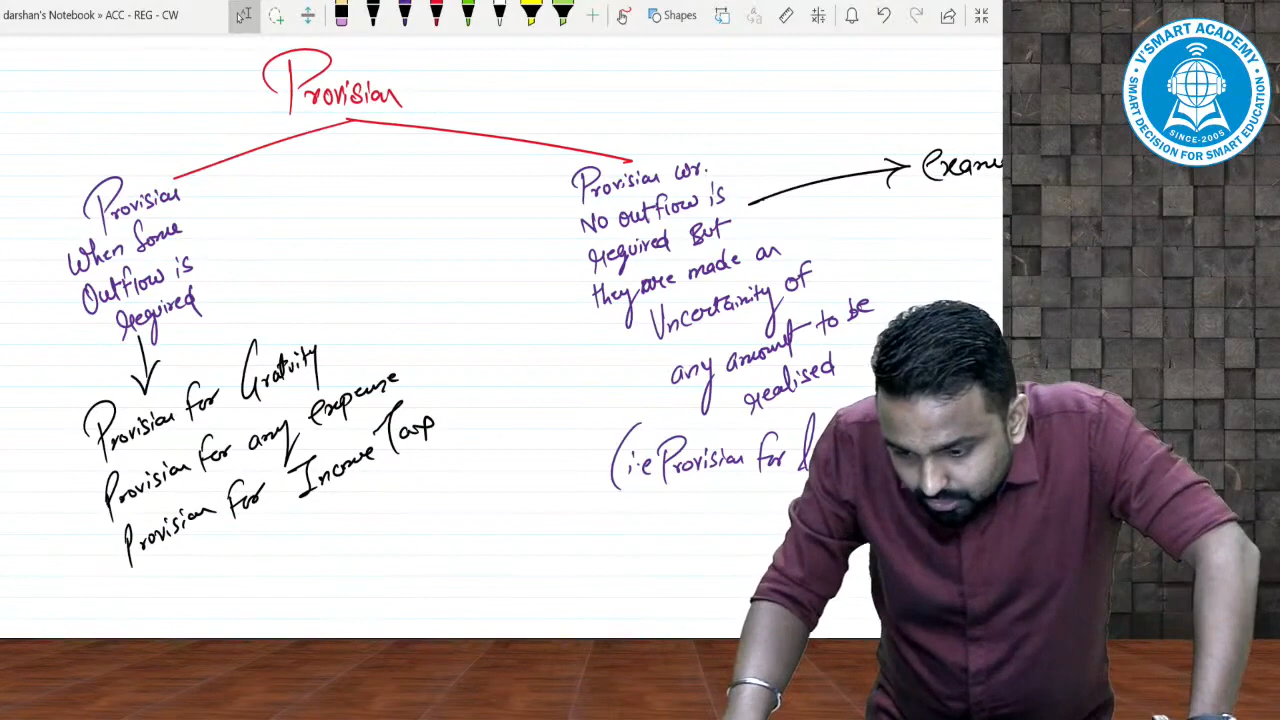 darshan's Notebook » ACC - REG - CW
Shapes
V'SMART ACADEMY
SINCE-2005
SMART DECISION FOR SMART EDUCATION
Provision
Provision
When Some
Outflow is
required
Provision for Gratuity
Provision for any expense
Provision for Income Tax
Provision wr.
No outflow is
required But
they are made on
Uncertainity of
any amount to be
realised
(i.e Provision for